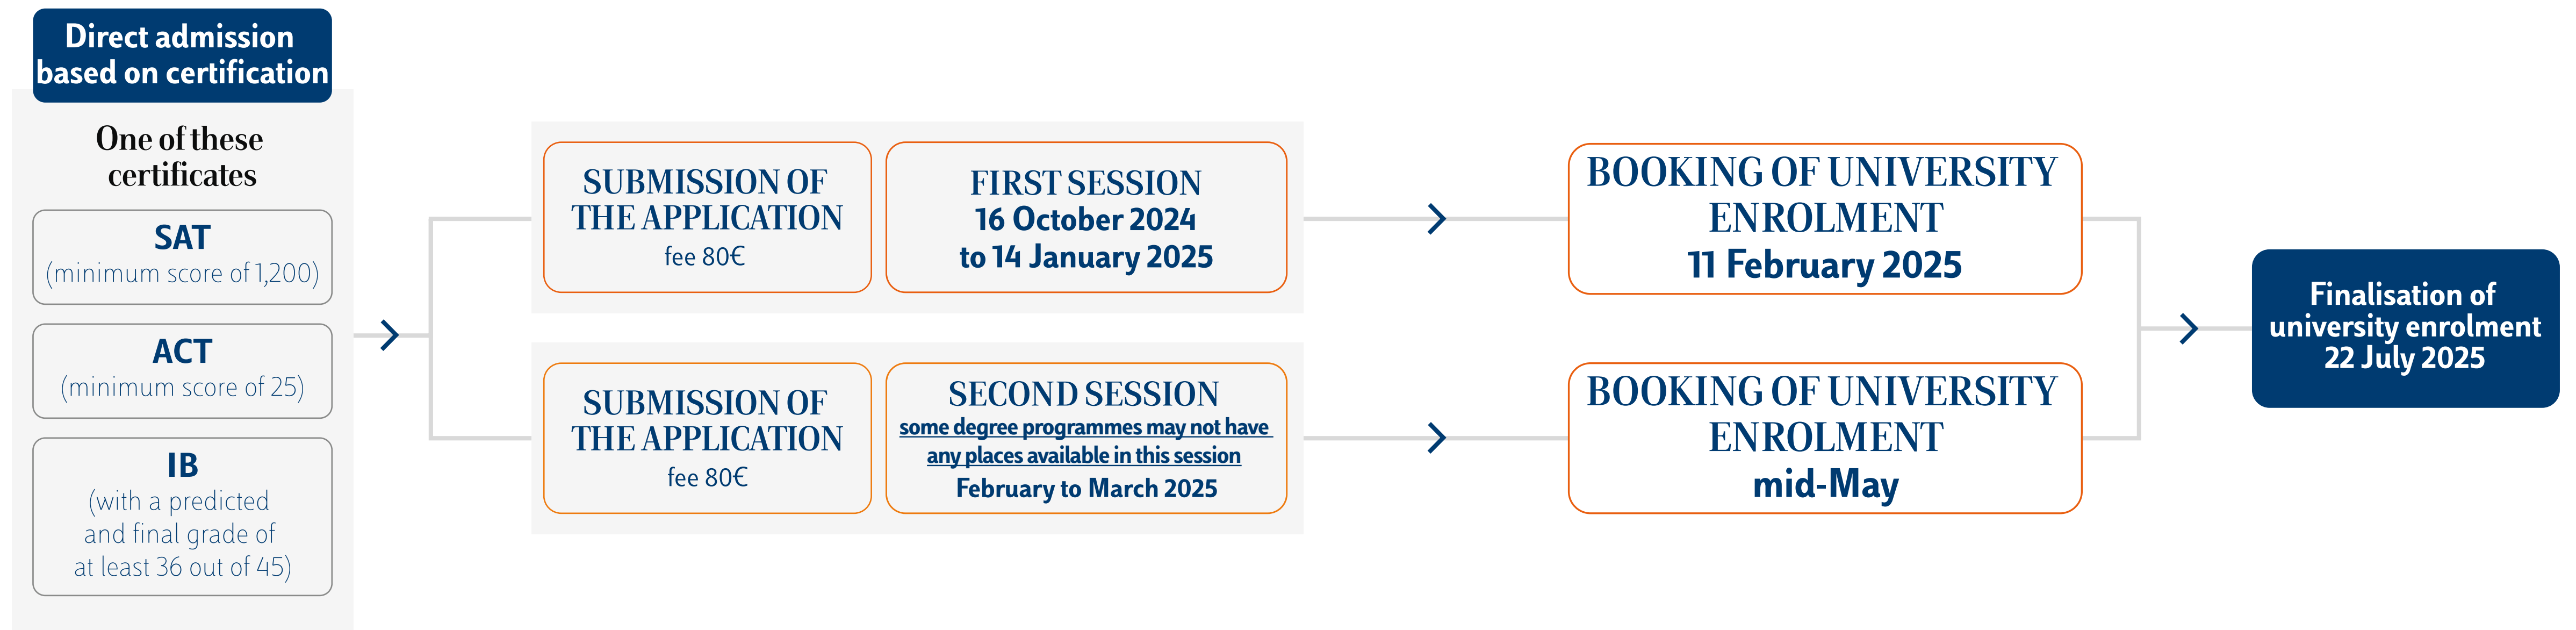 Direct admission
based on certification
One of these
certificates
SAT
(minimum score of 1,200)
ACT
(minimum score of 25)
IB
(with a predicted
and final grade of
at least 36 out of 45)
SUBMISSION OF
THE APPLICATION
fee 80€
FIRST SESSION
16 October 2024
to 14 January 2025
BOOKING OF UNIVERSITY
ENROLMENT
11 February 2025
SUBMISSION OF
THE APPLICATION
fee 80€
SECOND SESSION
some degree programmes may not have
any places available in this session
February to March 2025
BOOKING OF UNIVERSITY
ENROLMENT
mid-May
Finalisation of
university enrolment
22 July 2025